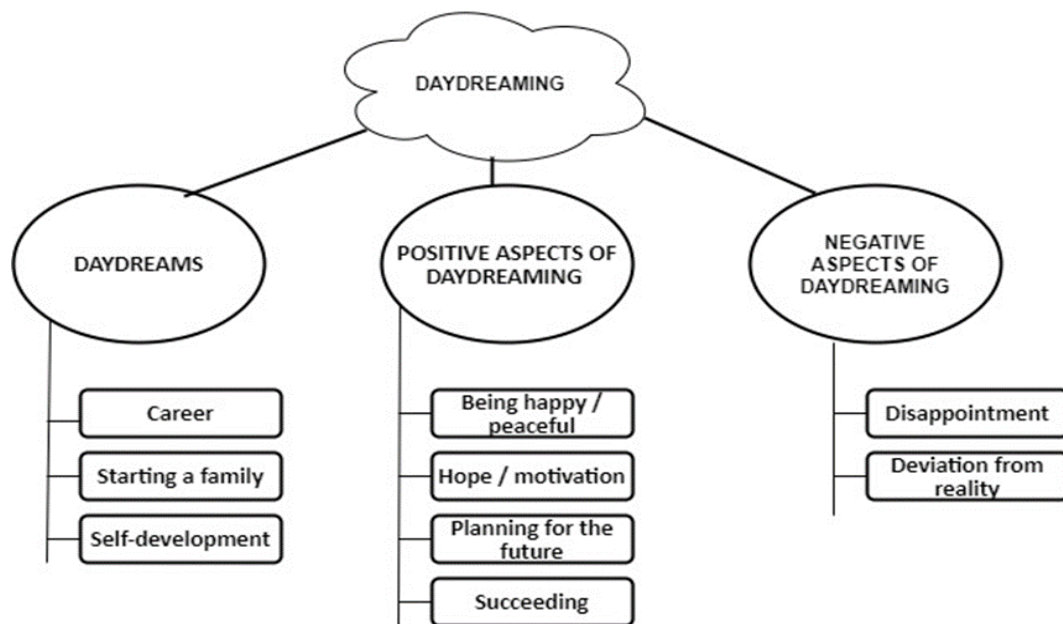 DAYDREAMING
DAYDREAMS
Career
Starting a family
Self-development
POSITIVE ASPECTS OF
DAYDREAMING
Being happy /
peaceful
Hope / motivation
Planning for the
future
Succeeding
NEGATIVE
ASPECTS OF
DAYDREAMING
Disappointment
Deviation from
reality